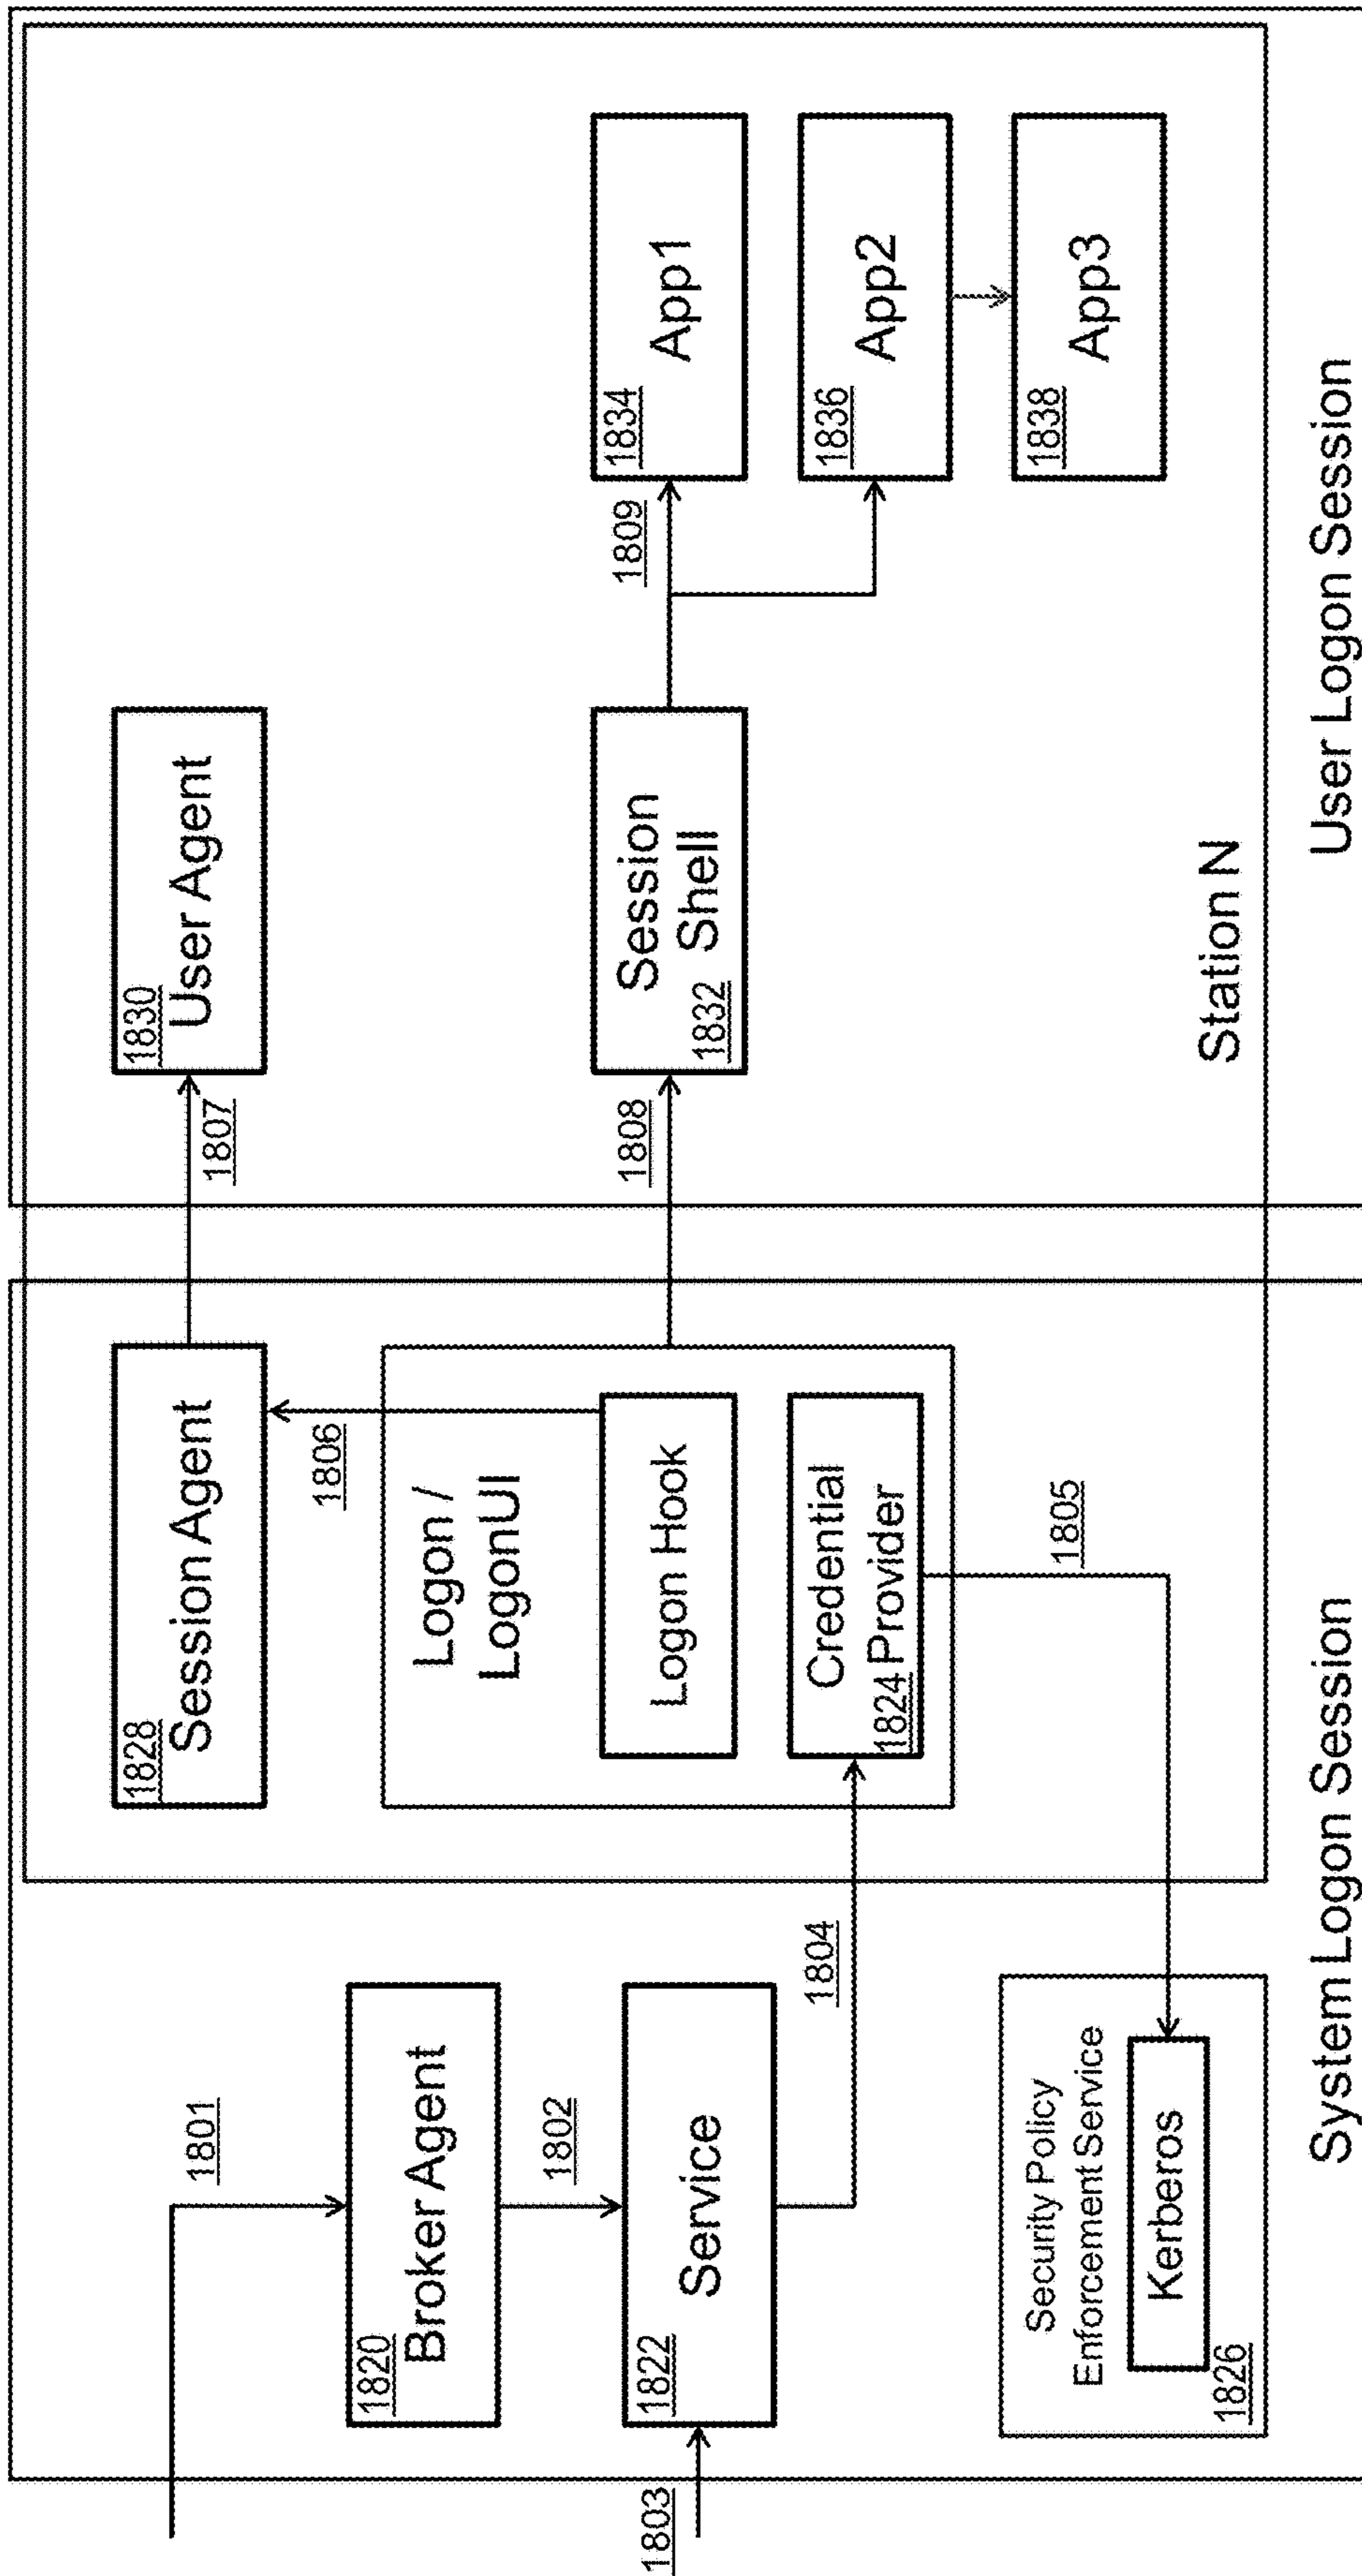 1801
1820
Broker Agent
1802
1803
1822
Service
1804
Security Policy
Enforcement Service
Kerberos
1826
System Logon Session
1828
Session Agent
1806
Logon /
LogonUI
Logon Hook
Credential
1824 Provider
1805
1807
1808
1830
User Agent
Session
1832 Shell
1809
1834
App1
1836
App2
1838
App3
Station N
User Logon Session